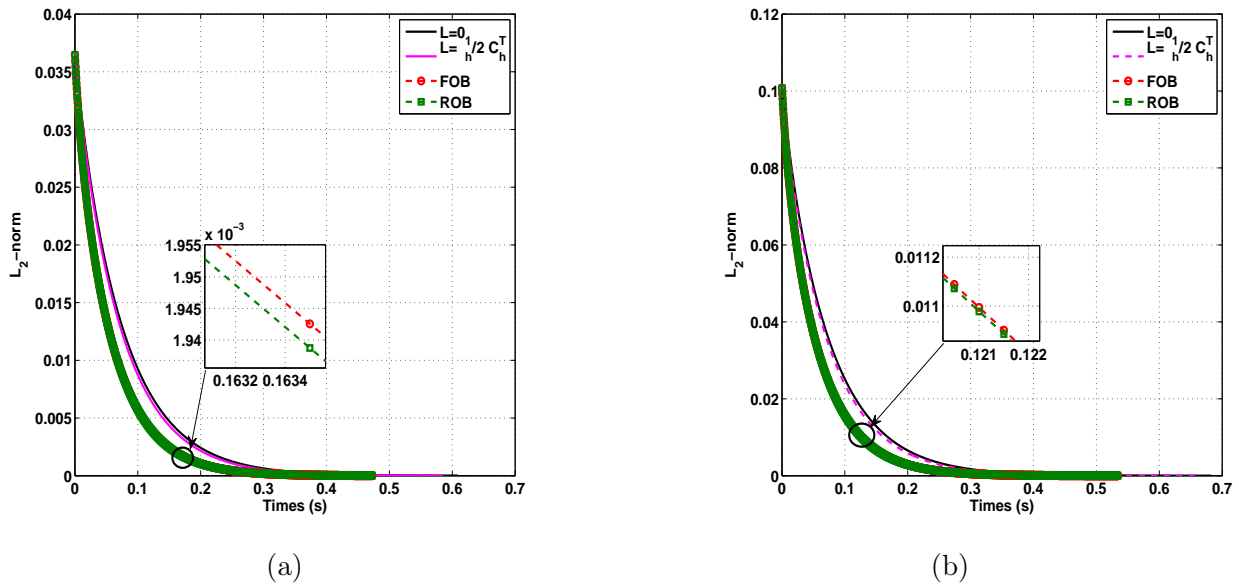 0.04
0.035
0.03
0.025
0.02
0.015
0.01
0.005
0
L₂−norm
0 0.1 0.2 0.3 0.4 0.5 0.6 0.7
Times (s)
L=0
L= ₕ¹/2 Cₕᵀ
FOB
ROB
x 10⁻³
1.955
1.95
1.945
1.94
0.1632 0.1634
(a)
0.12
0.1
0.08
0.06
0.04
0.02
0
L₂−norm
0 0.1 0.2 0.3 0.4 0.5 0.6 0.7
Times (s)
L=0
L= ₕ¹/2 Cₕᵀ
FOB
ROB
0.0112
0.011
0.121 0.122
(b)